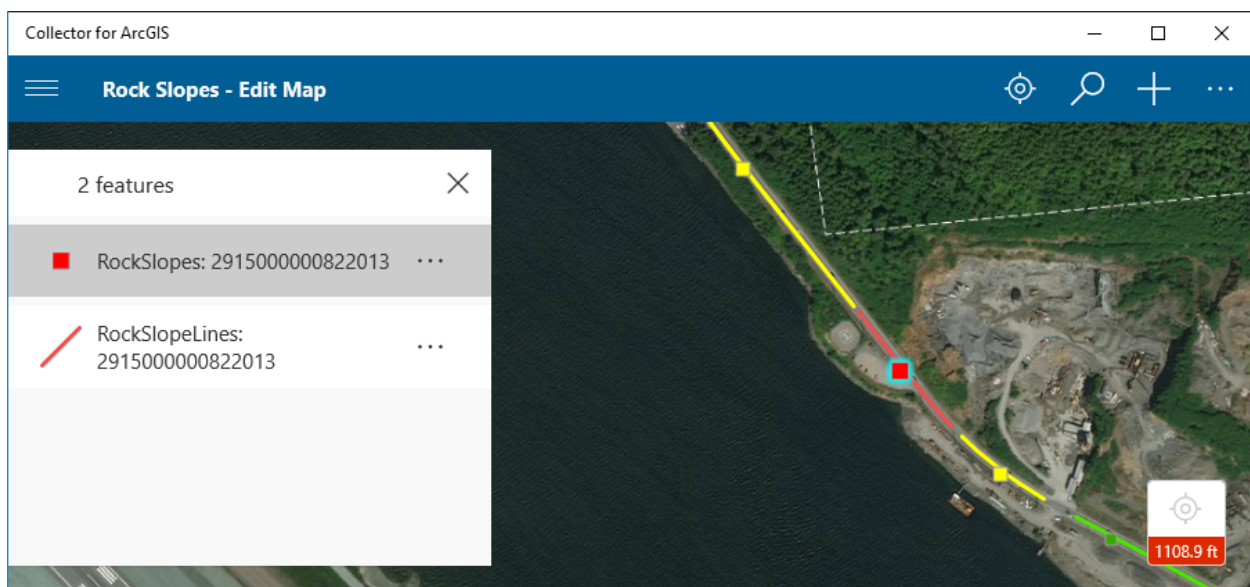 Collector for ArcGIS
Rock Slopes - Edit Map
2 features
RockSlopes: 2915000000822013
RockSlopeLines:
2915000000822013
1108.9 ft